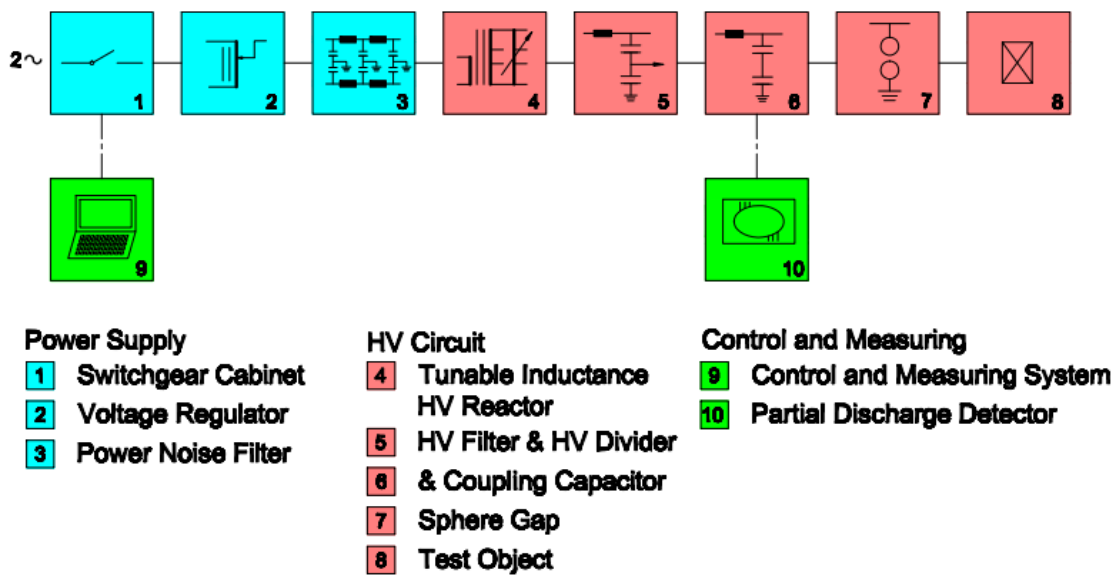 2~
1
2
3
4
5
6
7
8
9
10
Power Supply
1 Switchgear Cabinet
2 Voltage Regulator
3 Power Noise Filter
HV Circuit
4 Tunable Inductance
HV Reactor
5 HV Filter & HV Divider
6 & Coupling Capacitor
7 Sphere Gap
8 Test Object
Control and Measuring
9 Control and Measuring System
10 Partial Discharge Detector